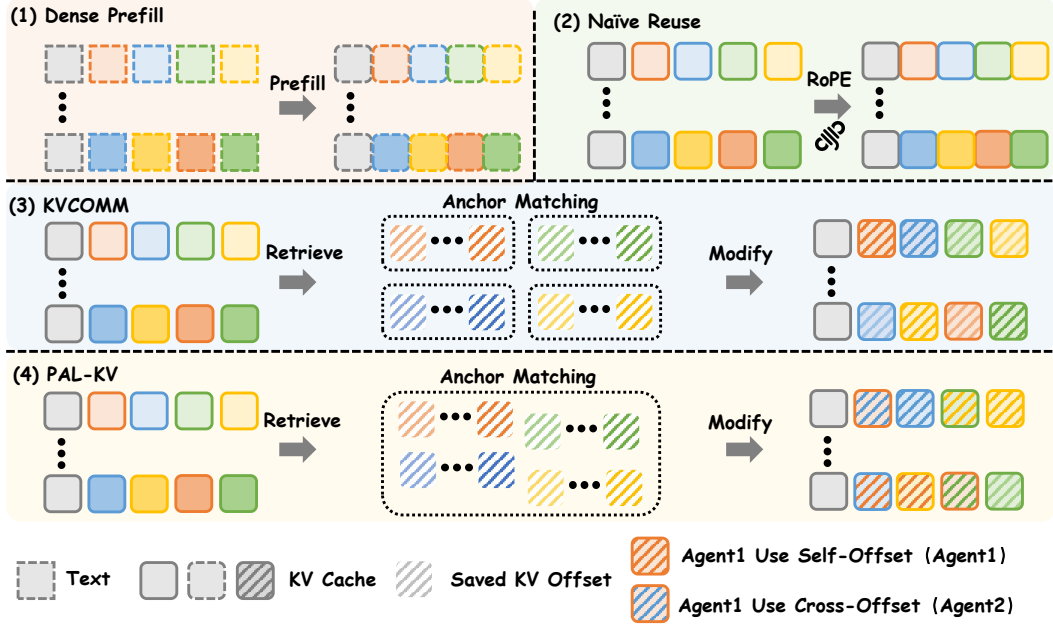 (1) Dense Prefill
Prefill
(2) Naïve Reuse
RoPE
(3) KVCOMM
Anchor Matching
Retrieve
Modify
(4) PAL-KV
Anchor Matching
Retrieve
Modify
Text
KV Cache
Saved KV Offset
Agent1 Use Self-Offset (Agent1)
Agent1 Use Cross-Offset (Agent2)